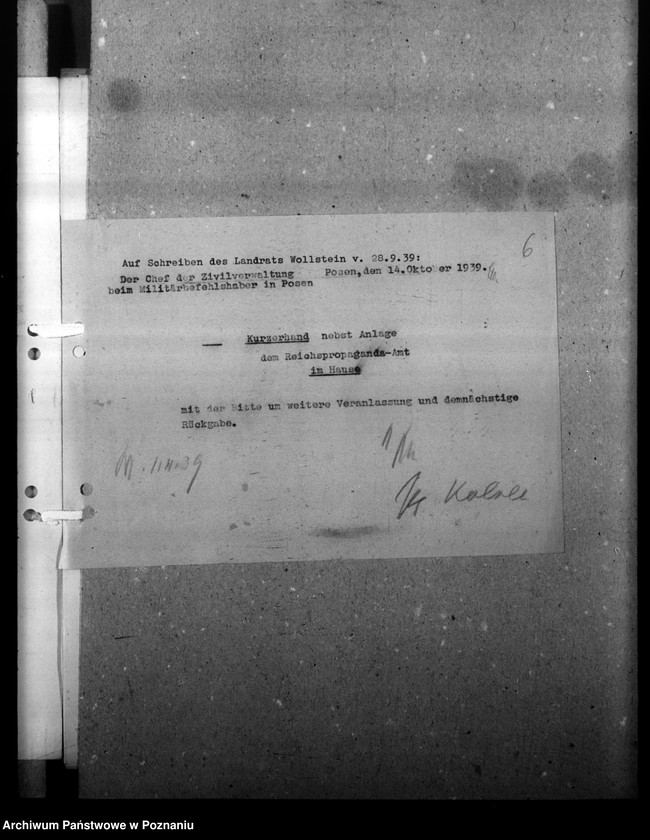 6
Auf Schreiben des Landrats Wollstein v. 28.9.39:
Der Chef der Zivilverwaltung Posen, den 14.Oktober 1939.
beim Militärbefehlshaber in Posen
Kurzerhand nebst Anlage
dem Reichspropaganda-Amt
im Hause
mit der Bitte um weitere Veranlassung und demnächstige
Rückgabe.
Archiwum Państwowe w Poznaniu